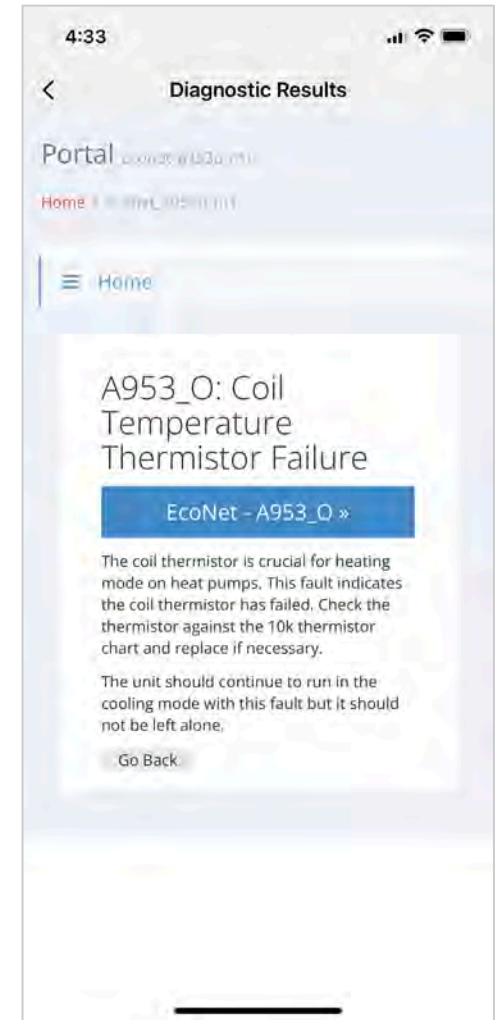 4:33
Diagnostic Results
Portal
Home
Home
A953_O: Coil
Temperature
Thermistor Failure
EcoNet - A953_O »
The coil thermistor is crucial for heating
mode on heat pumps. This fault indicates
the coil thermistor has failed. Check the
thermistor against the 10k thermistor
chart and replace if necessary.
The unit should continue to run in the
cooling mode with this fault but it should
not be left alone.
Go Back